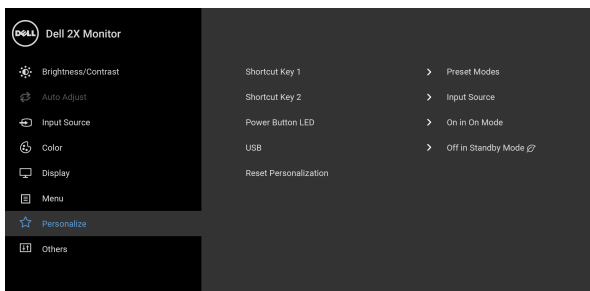 DELL Dell 2X Monitor
Brightness/Contrast
Auto Adjust
Input Source
Color
Display
Menu
Personalize
Others
Shortcut Key 1 > Preset Modes
Shortcut Key 2 > Input Source
Power Button LED > On in On Mode
USB > Off in Standby Mode
Reset Personalization